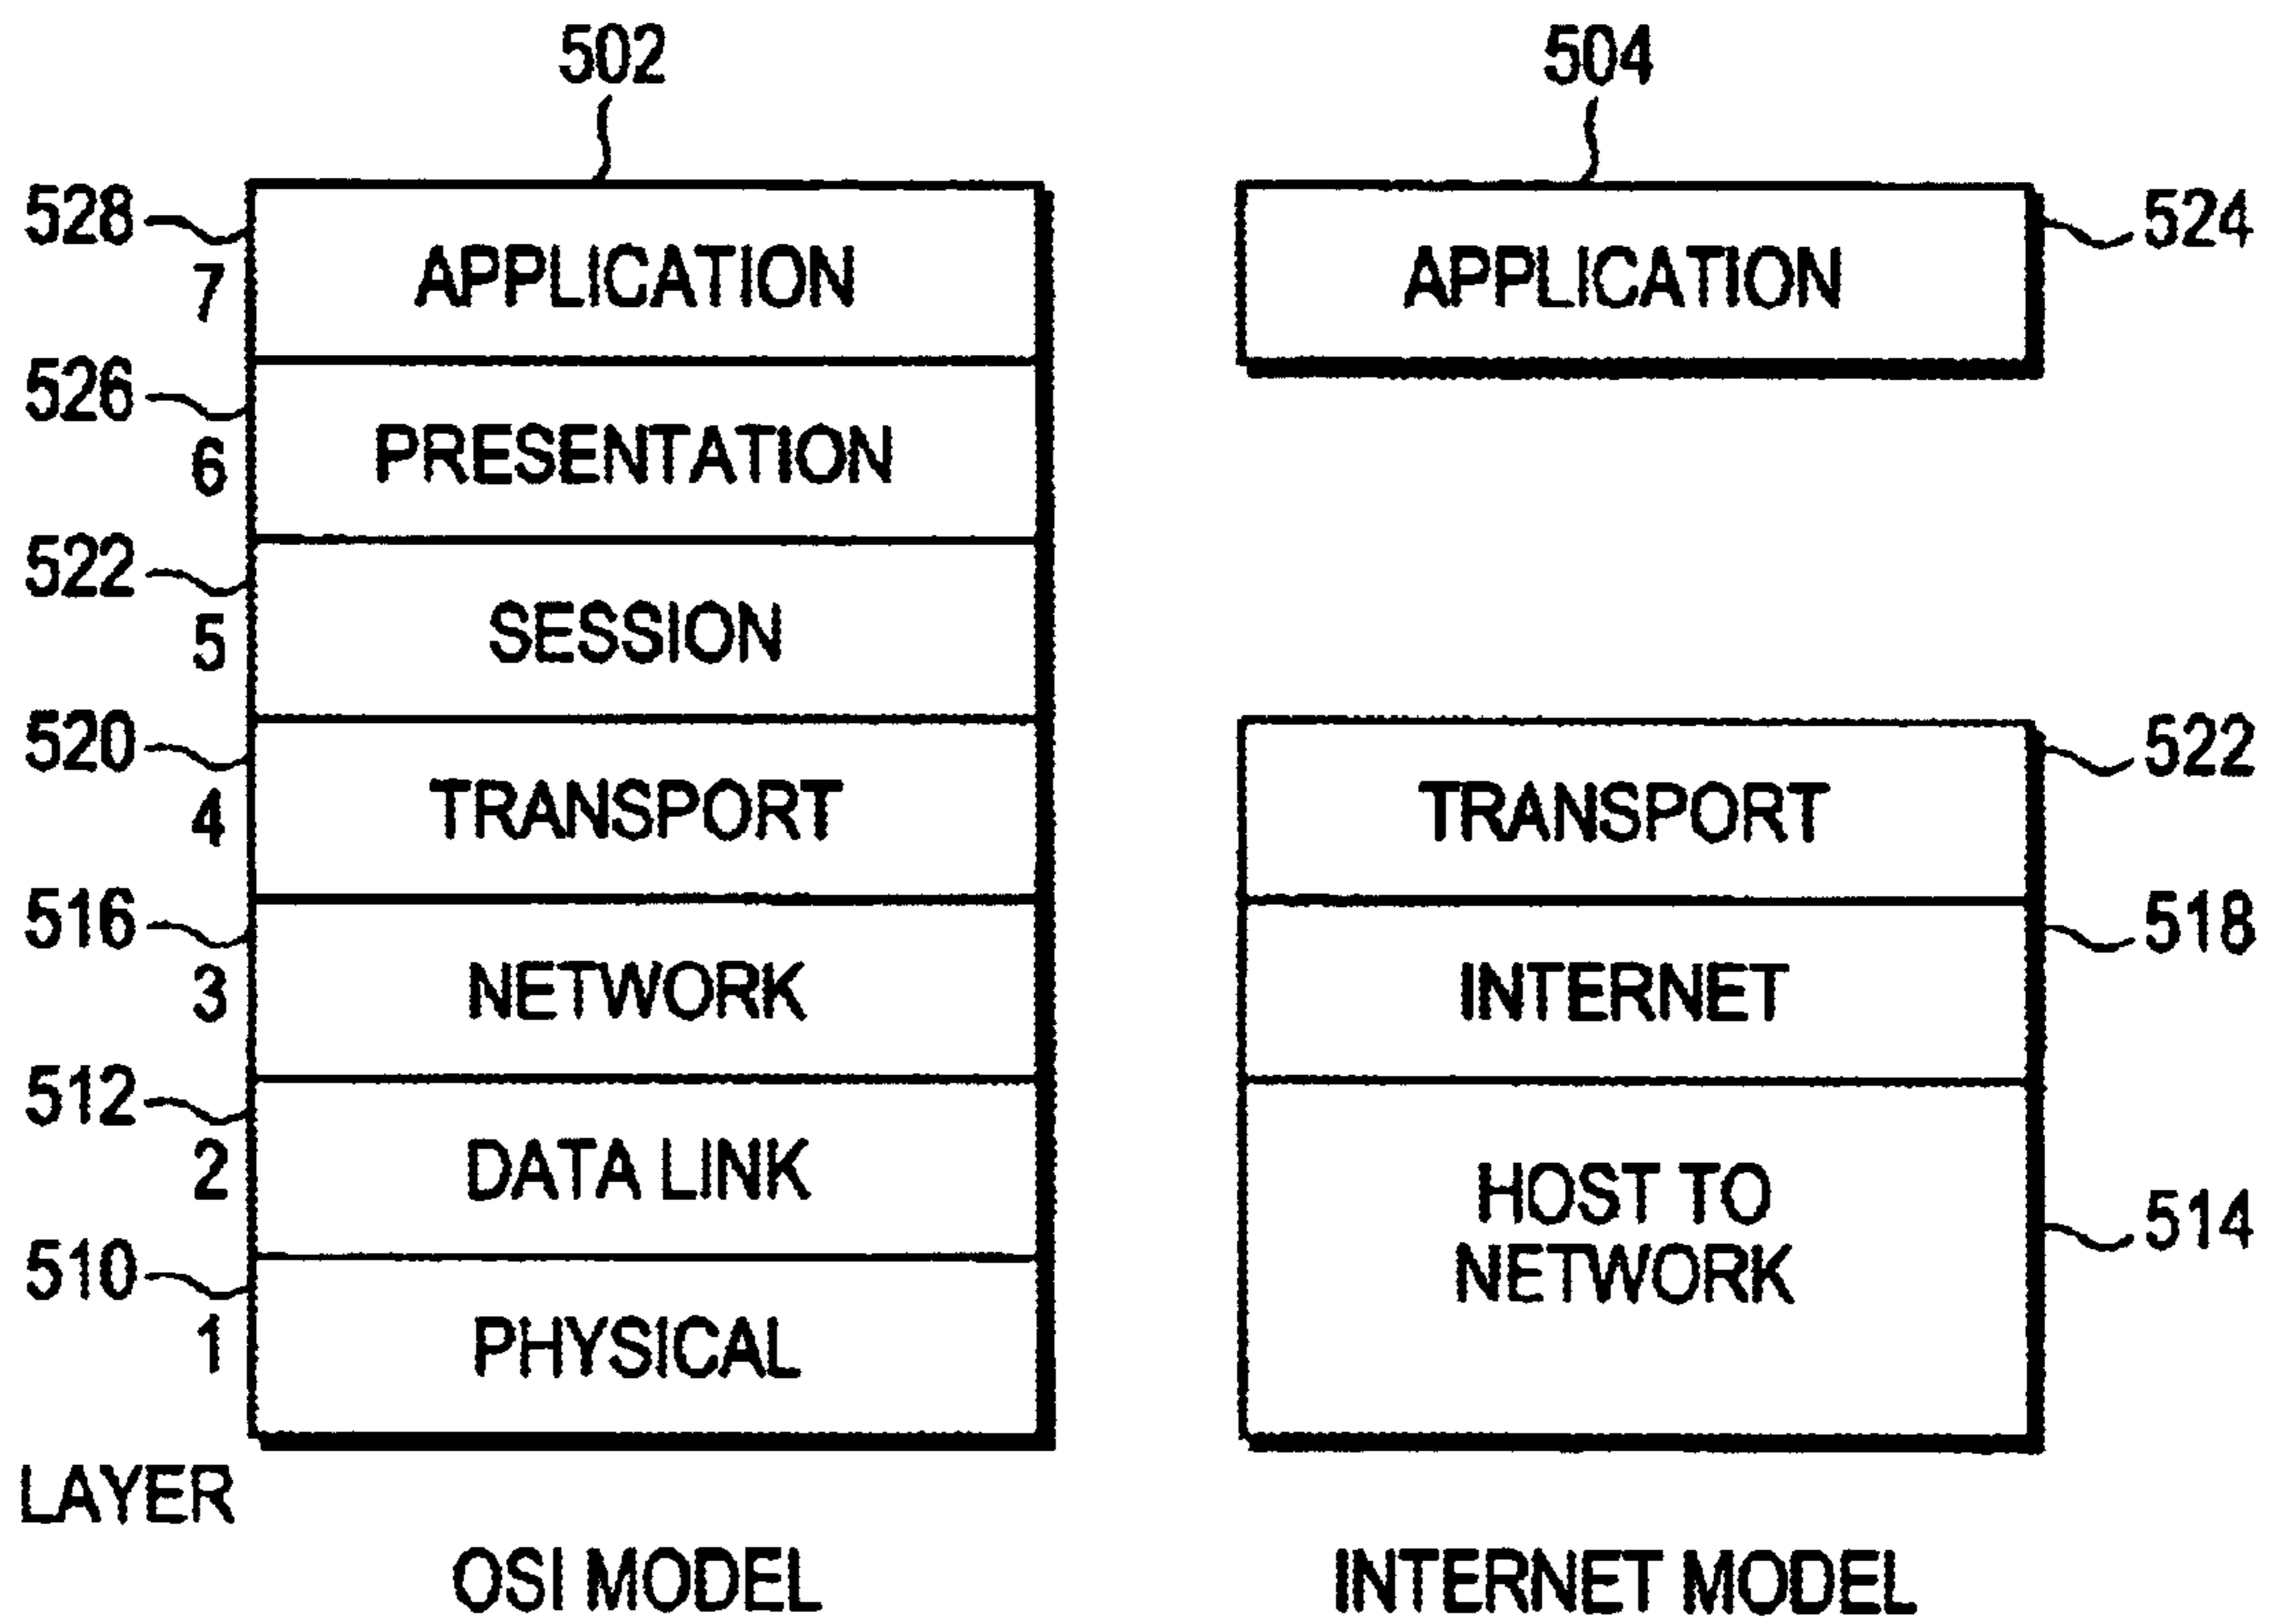 502
504
528
7
APPLICATION
APPLICATION
524
526
6
PRESENTATION
522
5
SESSION
520
4
TRANSPORT
TRANSPORT
522
516
3
NETWORK
INTERNET
518
512
2
DATA LINK
HOST TO
NETWORK
514
510
1
PHYSICAL
LAYER
OSI MODEL
INTERNET MODEL